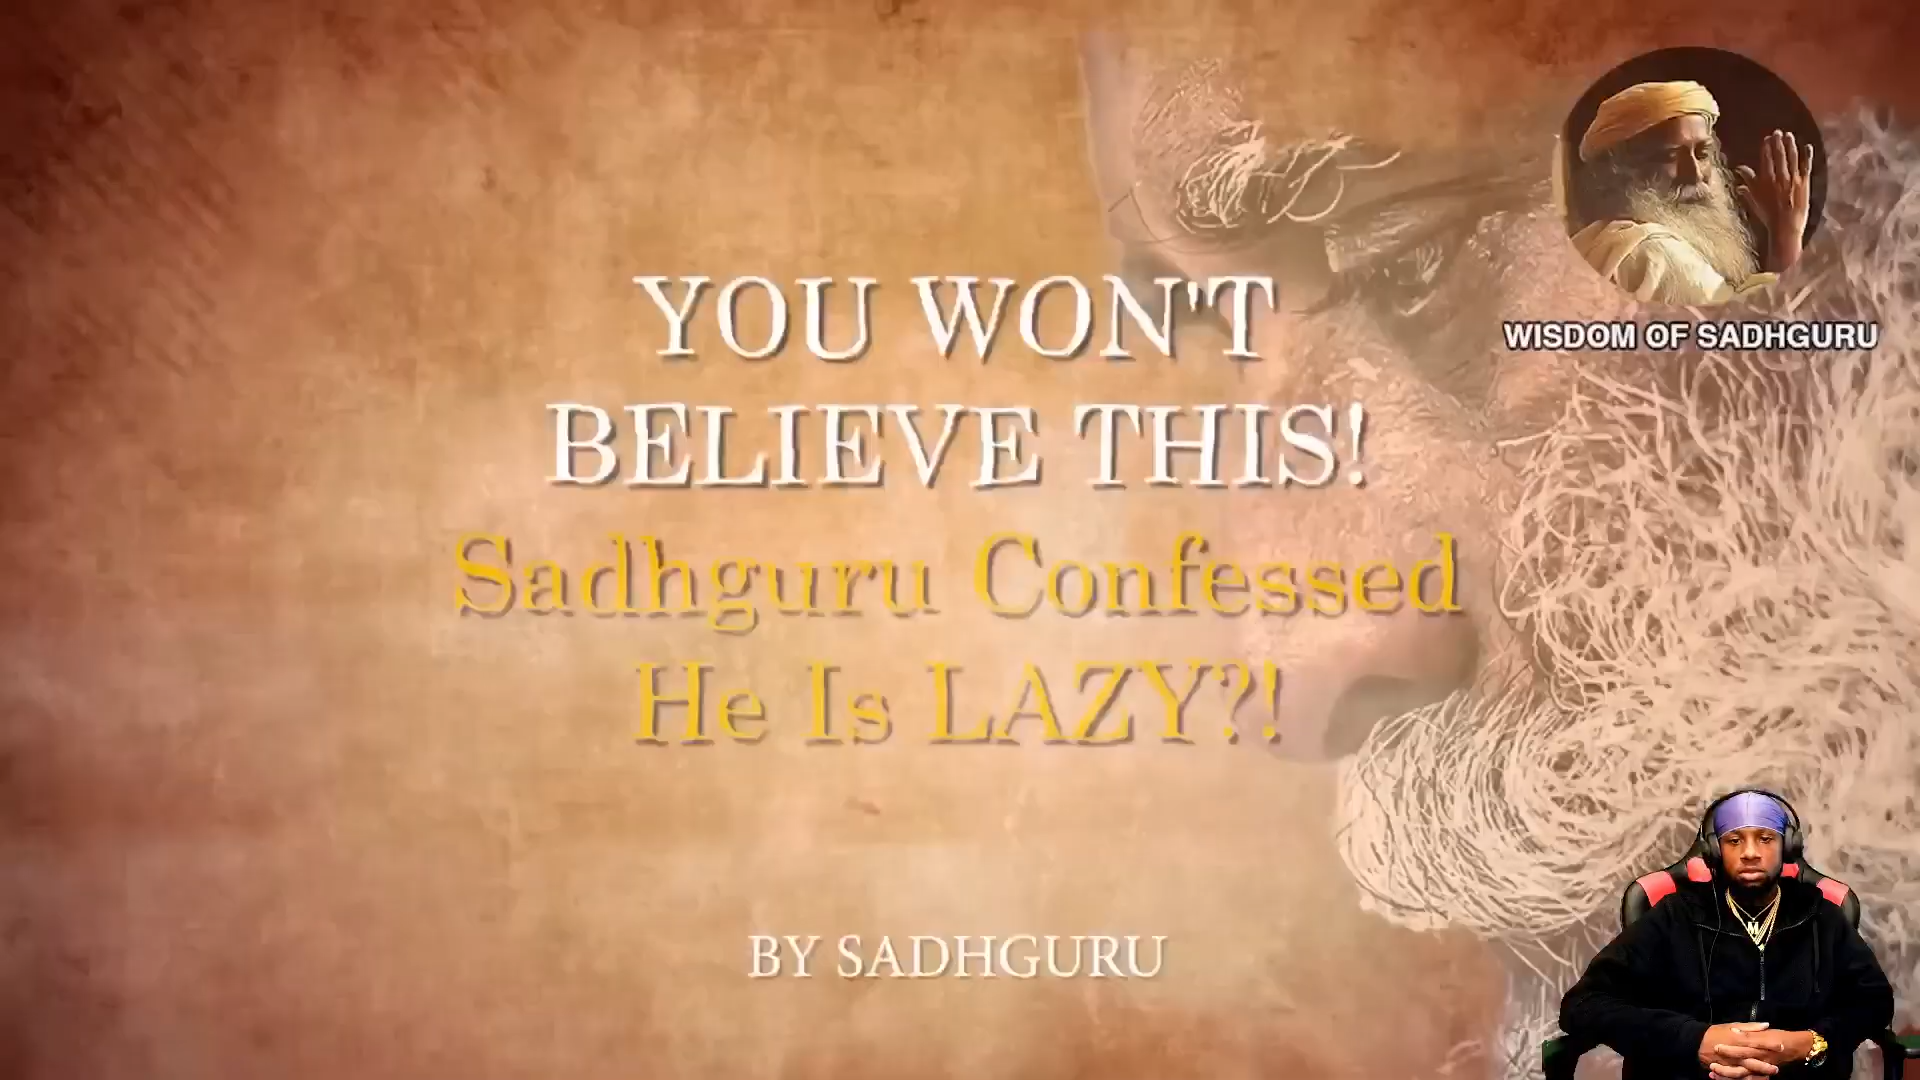 YOU WON'T
BELIEVE THIS!
Sadhguru Confessed
He Is LAZY?!
BY SADHGURU
WISDOM OF SADHGURU
M